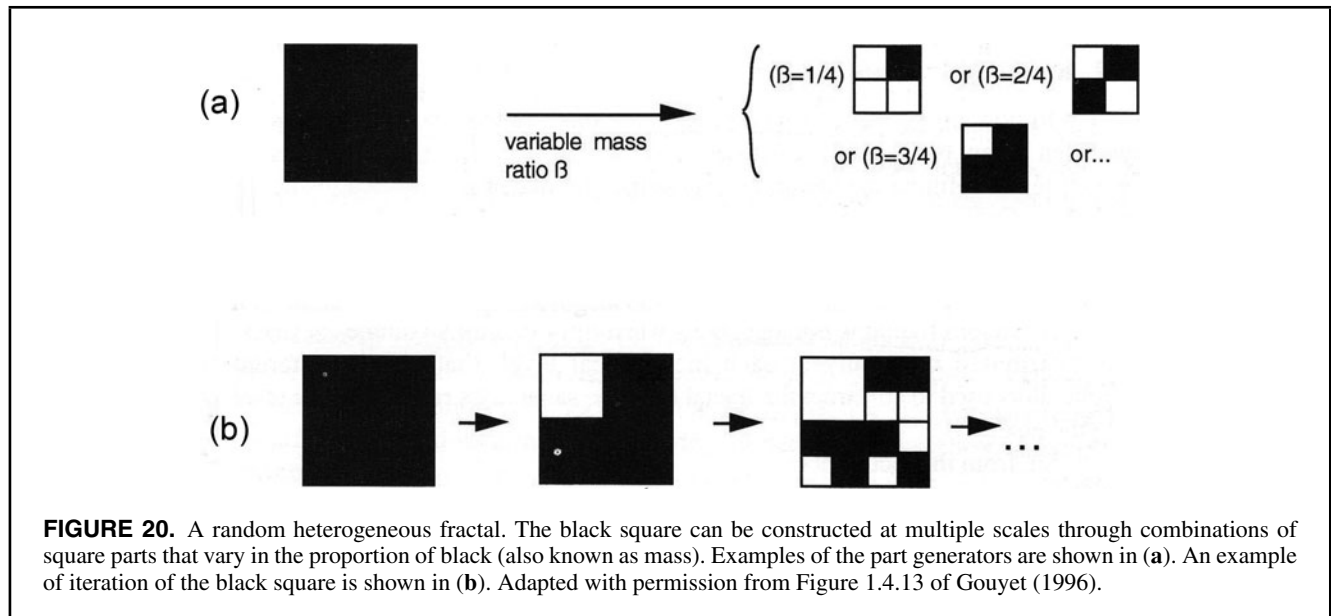 (a)
variable mass
ratio ß
(ß=1/4)
or (ß=2/4)
or (ß=3/4)
or...
(b)
...
FIGURE 20. A random heterogeneous fractal. The black square can be constructed at multiple scales through combinations of
square parts that vary in the proportion of black (also known as mass). Examples of the part generators are shown in (a). An example
of iteration of the black square is shown in (b). Adapted with permission from Figure 1.4.13 of Gouyet (1996).